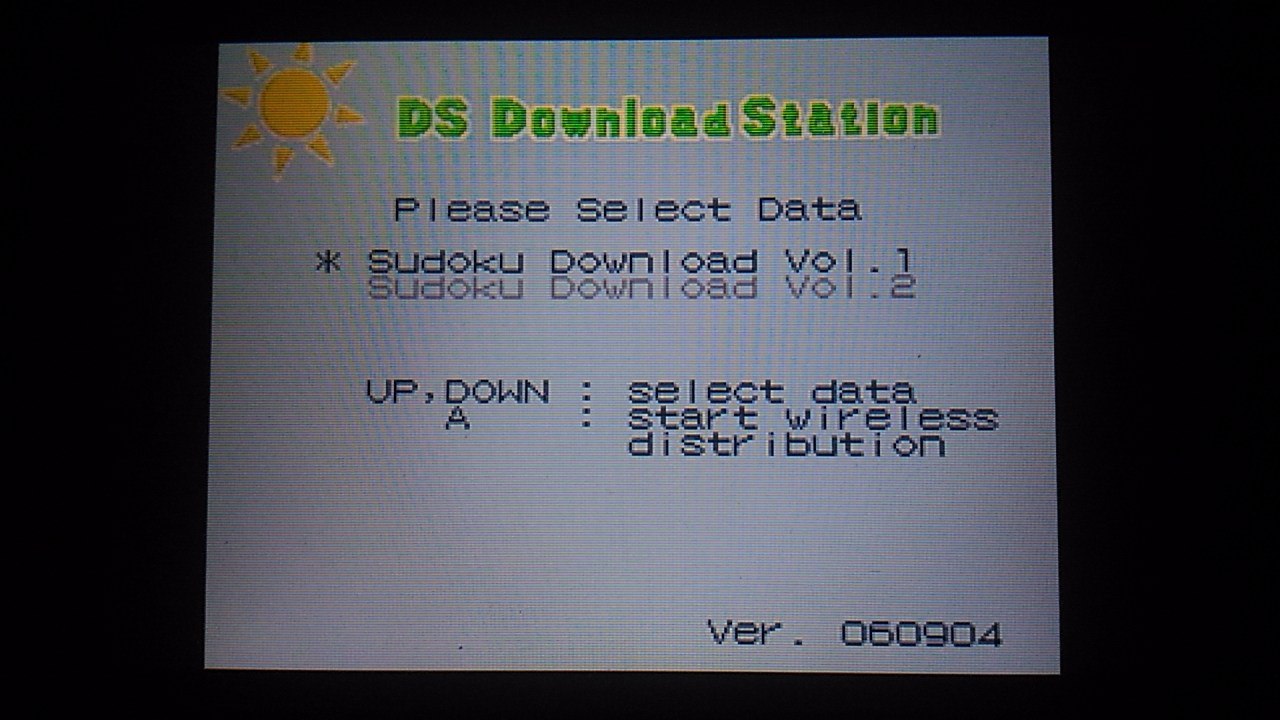 DS Download Station
Please Select Data
* Sudoku Download Vol.1
Sudoku Download Vol.2
UP,DOWN : select data
A : start wireless
distribution
Ver. 060904